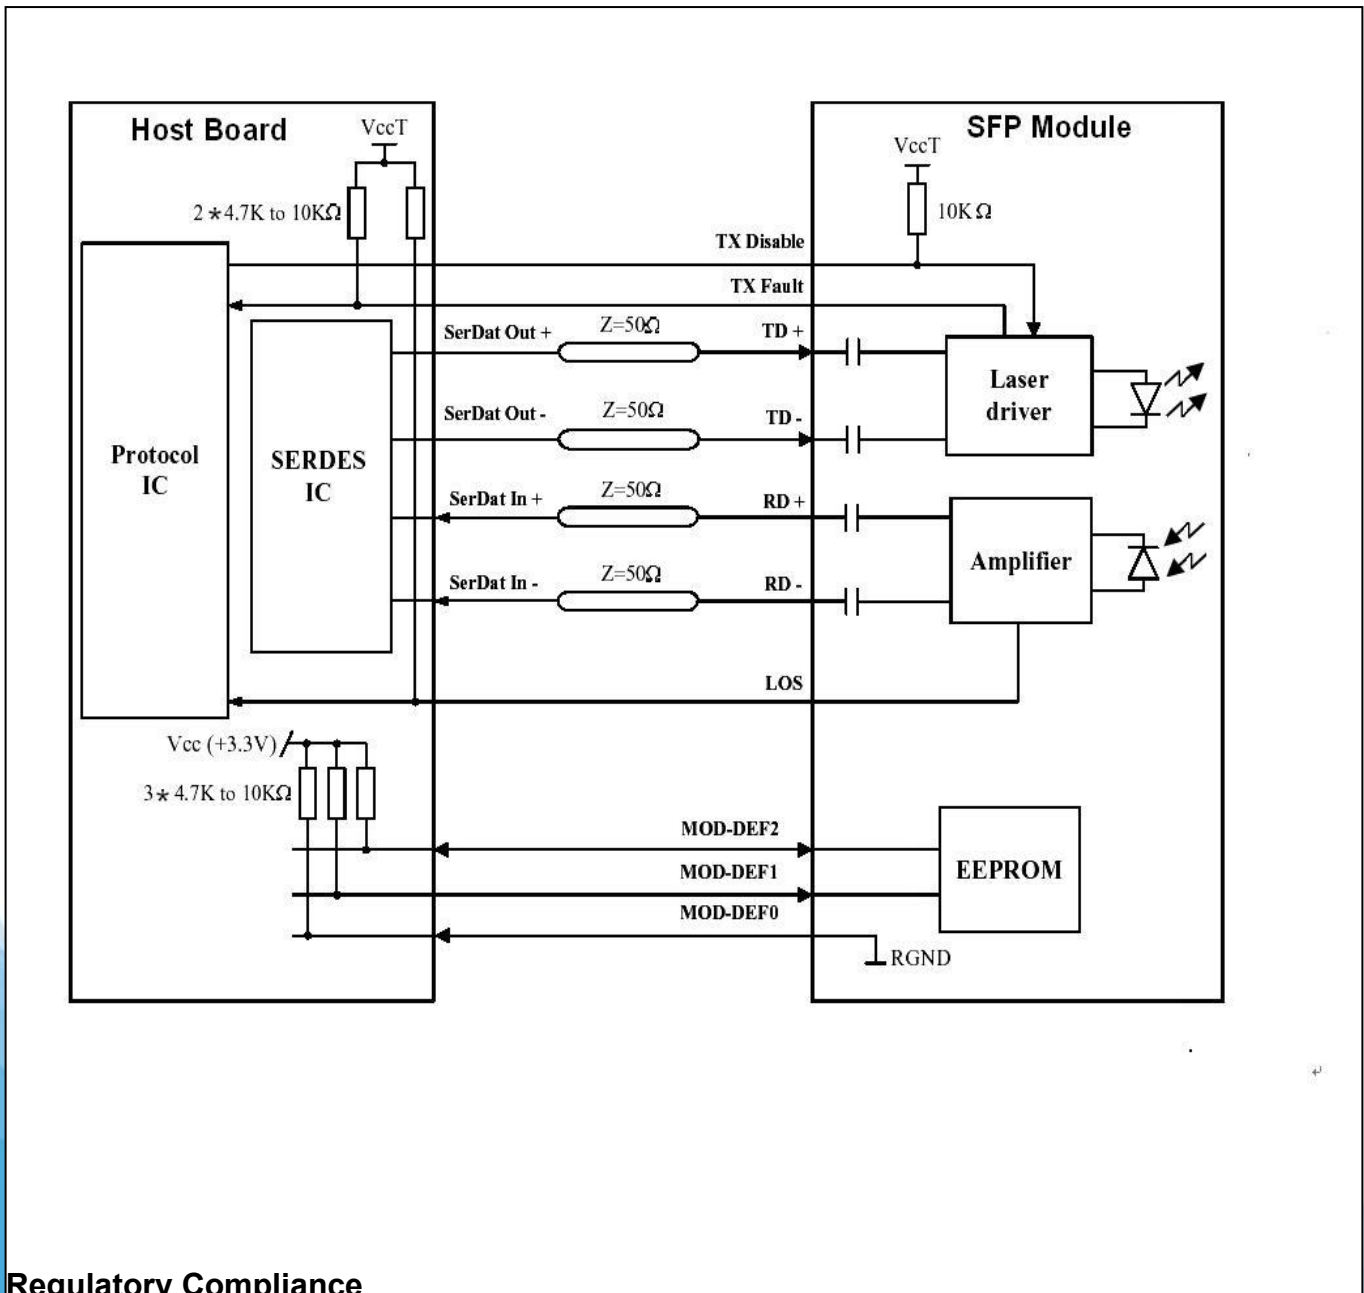 Host Board
VccT
2*4.7K to 10KΩ
SFP Module
VccT
10KΩ
TX Disable
TX Fault
SerDat Out +
Z=50Ω
TD +
SerDat Out -
Z=50Ω
TD -
Laser
driver
Protocol
IC
SERDES
IC
SerDat In +
Z=50Ω
RD +
SerDat In -
Z=50Ω
RD -
Amplifier
LOS
Vcc (+3.3V)
3* 4.7K to 10KΩ
MOD-DEF2
MOD-DEF1
MOD-DEF0
EEPROM
RGND
Regulatory Compliance